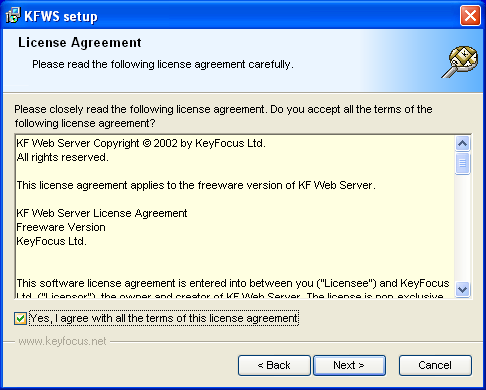 KFWS setup
License Agreement
Please read the following license agreement carefully.
Please closely read the following license agreement. Do you accept all the terms of the
following license agreement?
KF Web Server Copyright © 2002 by KeyFocus Ltd.
All rights reserved.
This license agreement applies to the freeware version of KF Web Server.
KF Web Server License Agreement
Freeware Version
KeyFocus Ltd.
This software license agreement is entered into between you ("Licensee") and KeyFocus
Ltd. ("Licensor"), the owner and creator of KF Web Server. The license is non-exclusive,
Yes, I agree with all the terms of this license agreement
www.keyfocus.net
< Back
Next >
Cancel